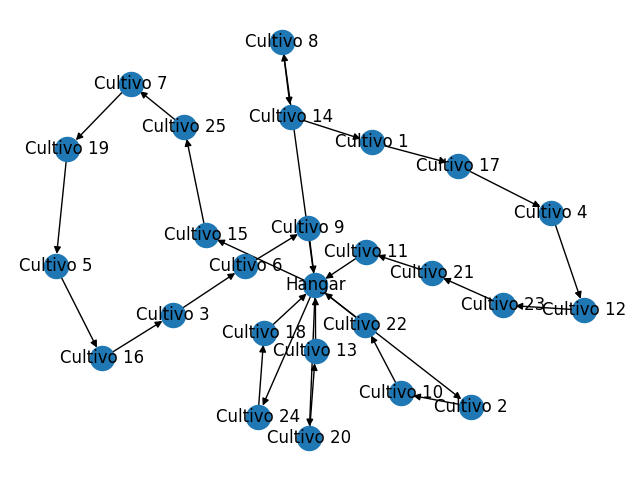 Cultivo 8
Cultivo 7
Cultivo 14
Cultivo 25
Cultivo 1
Cultivo 19
Cultivo 17
Cultivo 4
Cultivo 9
Cultivo 15
Cultivo 11
Cultivo 5
Cultivo 6
Cultivo 21
Hangar
Cultivo 23
Cultivo 12
Cultivo 3
Cultivo 22
Cultivo 18
Cultivo 13
Cultivo 16
Cultivo 10
Cultivo 2
Cultivo 24
Cultivo 20